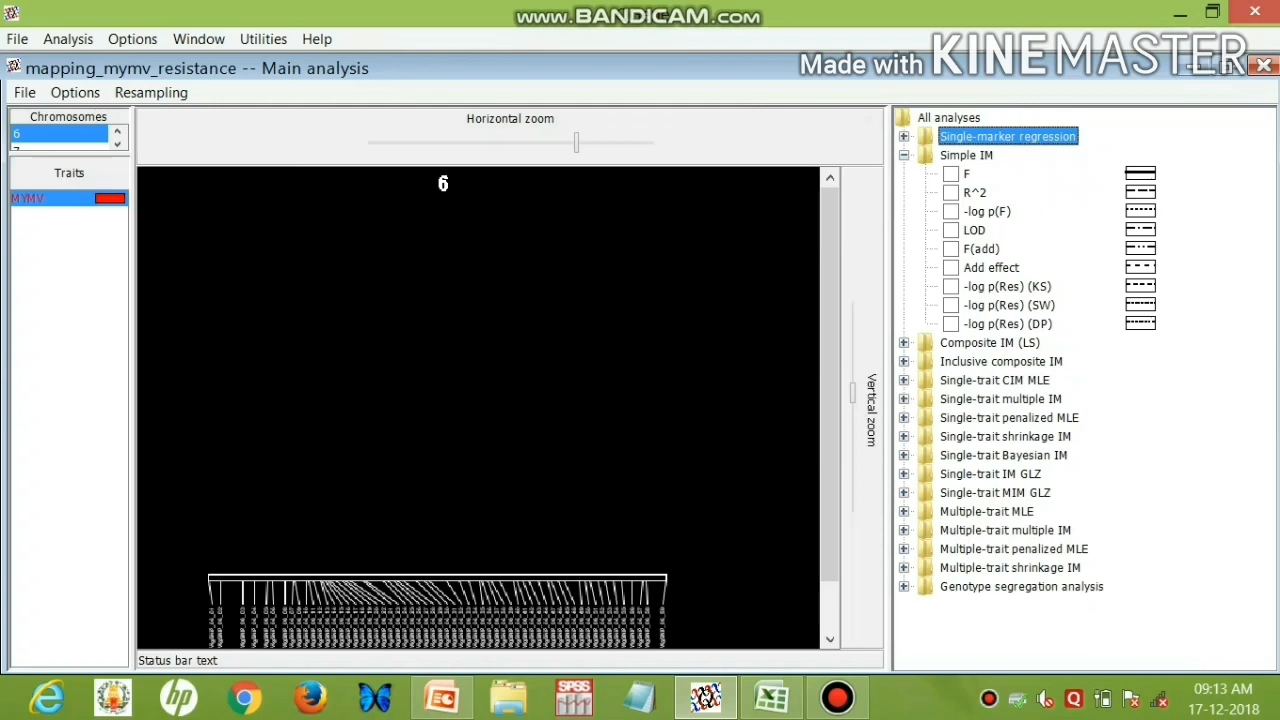 www.BANDICAM.com
File Analysis Options Window Utilities Help
mapping_mymv_resistance -- Main analysis
Made with KINEMASTER
File Options Resampling
Chromosomes
6
Traits
MYMV
Horizontal zoom
6
Vertical zoom
Status bar text
All analyses
Single-marker regression
Simple IM
F
R^2
-log p(F)
LOD
F(add)
Add effect
-log p(Res) (KS)
-log p(Res) (SW)
-log p(Res) (DP)
Composite IM (LS)
Inclusive composite IM
Single-trait CIM MLE
Single-trait multiple IM
Single-trait penalized MLE
Single-trait shrinkage IM
Single-trait Bayesian IM
Single-trait IM GLZ
Single-trait MIM GLZ
Multiple-trait MLE
Multiple-trait multiple IM
Multiple-trait penalized MLE
Multiple-trait shrinkage IM
Genotype segregation analysis
hp
SPSS
09:13 AM
17-12-2018